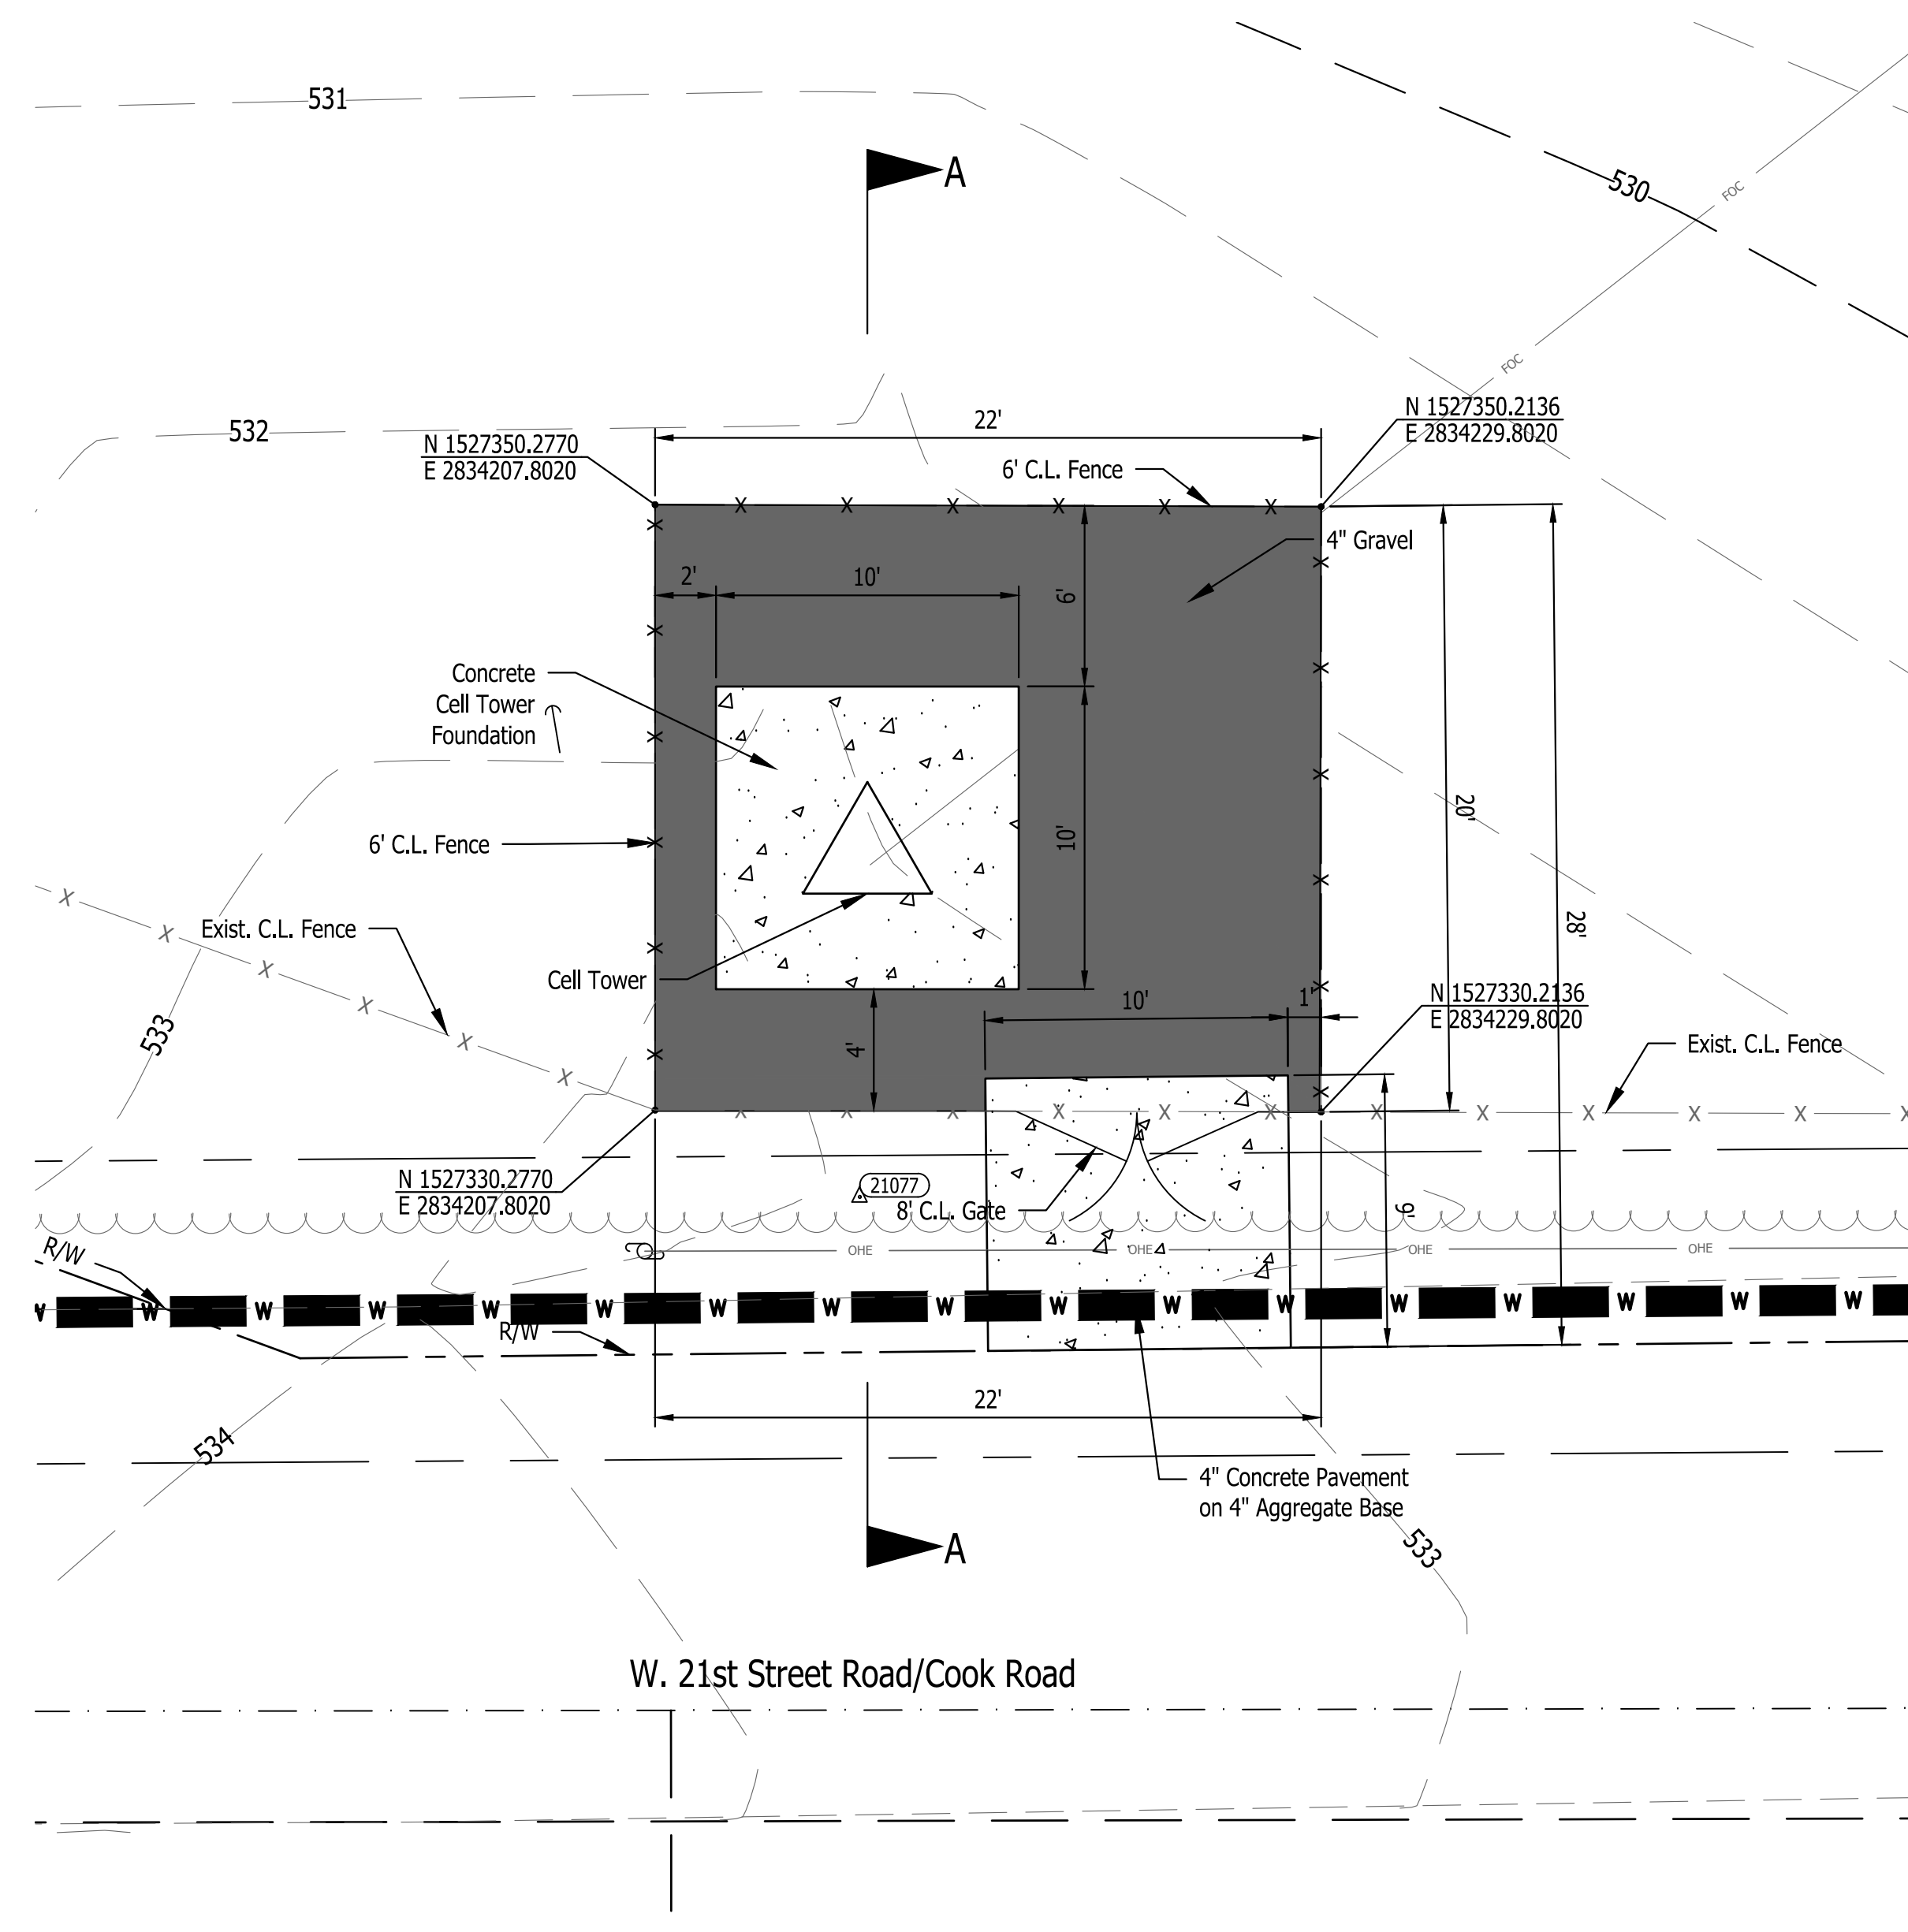 531
A
530
FOC
FOC
532
22'
N 1527350.2136
E 2834229.8020
N 1527350.2770
E 2834207.8020
6' C.L. Fence
X X X X X X
4" Gravel
2'
10'
6'
Concrete
Cell Tower
Foundation
20'
10'
6' C.L. Fence
28'
Exist. C.L. Fence
X X X X X X
Cell Tower
10'
1'
N 1527330.2136
E 2834229.8020
533
4'
Exist. C.L. Fence
X X X X X X X X X X X X
N 1527330.2770
E 2834207.8020
21077
8' C.L. Gate
9'
R/W
OHE OHE OHE OHE
W W W W W W W W W W W W W W W W W
R/W
22'
534
4" Concrete Pavement
on 4" Aggregate Base
A
533
W. 21st Street Road/Cook Road